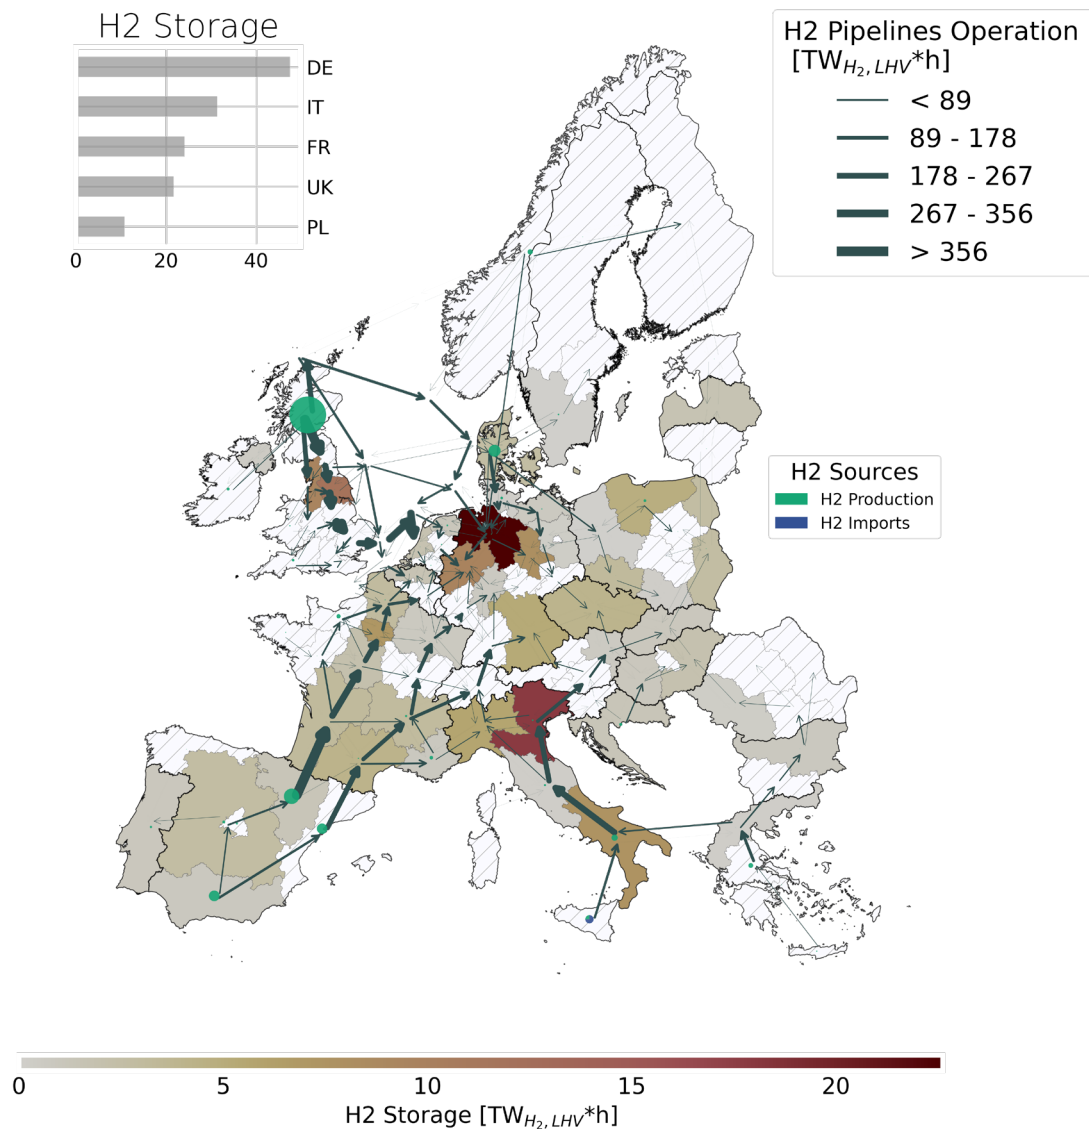 H2 Storage
DE
IT
FR
UK
PL
0 20 40
H2 Pipelines Operation
[TW_{H_2,LHV}*h]
< 89
89 - 178
178 - 267
267 - 356
> 356
H2 Sources
H2 Production
H2 Imports
0 5 10 15 20
H2 Storage [TW_{H_2,LHV}*h]